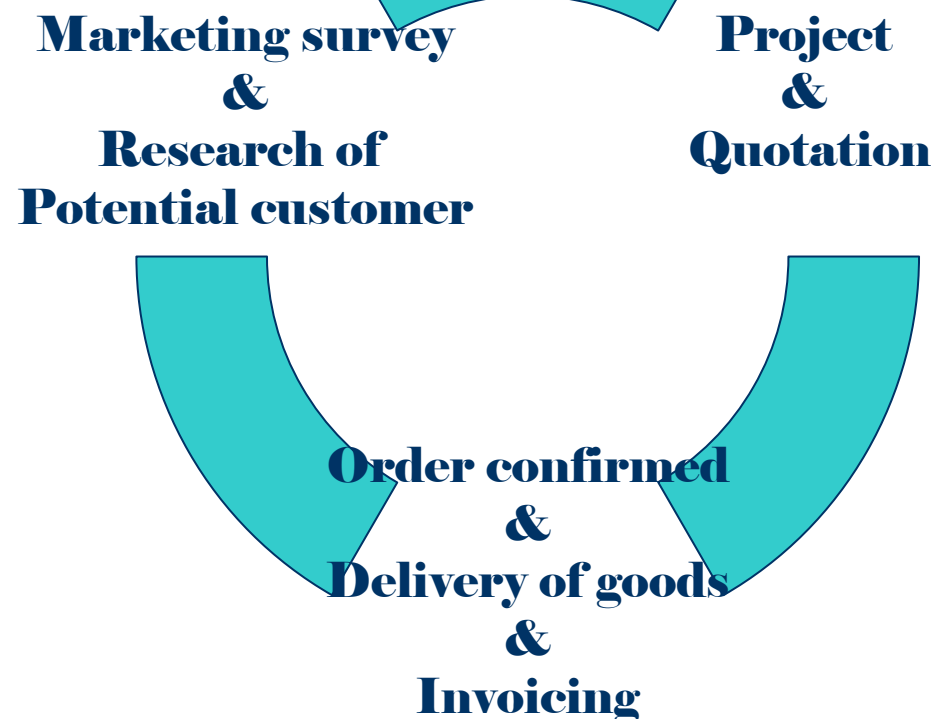 Marketing survey
&
Research of
Potential customer
Project
&
Quotation
Order confirmed
&
Delivery of goods
&
Invoicing